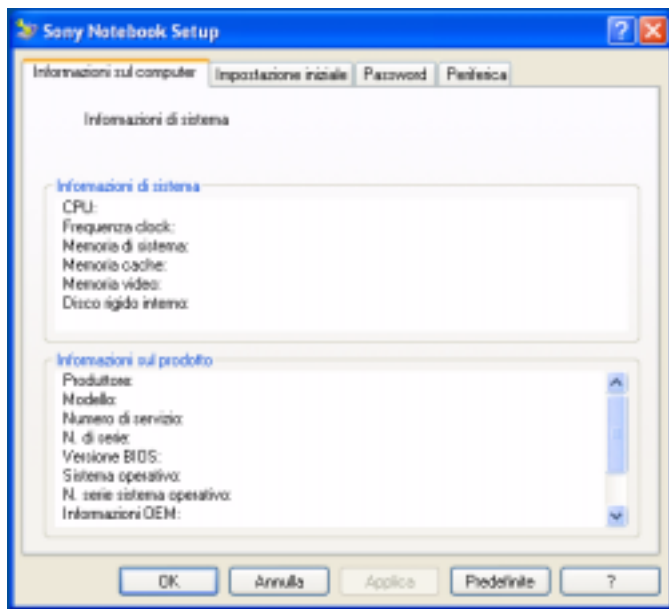 Sony Notebook Setup
Informazioni sul computer Impostazione iniziale Password Periferica
Informazioni di sistema
Informazioni di sistema
CPU:
Frequenza clock:
Memoria di sistema:
Memoria cache:
Memoria video:
Disco rigido interno:
Informazioni sul prodotto
Produttore:
Modello:
Numero di servizio:
N. di serie:
Versione BIOS:
Sistema operativo:
N. serie sistema operativo:
Informazioni OEM:
OK Annulla Applica Predefinite ?